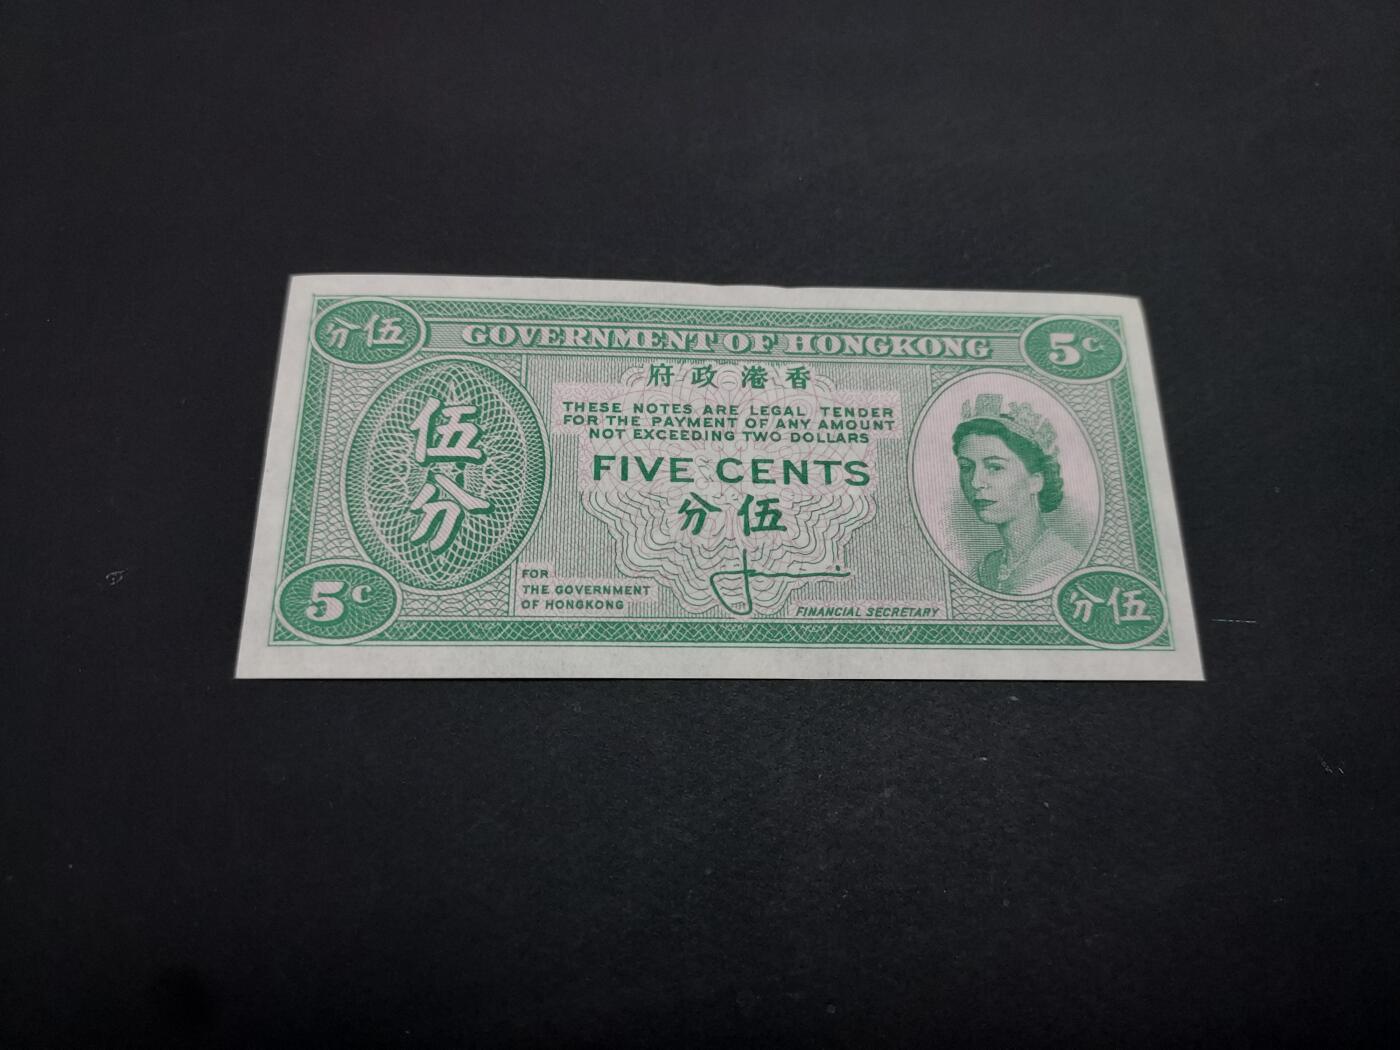 分伍
GOVERNMENT OF HONGKONG
5c
府政港香
THESE NOTES ARE LEGAL TENDER
FOR THE PAYMENT OF ANY AMOUNT
NOT EXCEEDING TWO DOLLARS
FIVE CENTS
分伍
伍
分
FOR
THE GOVERNMENT
OF HONGKONG
FINANCIAL SECRETARY
5c
分伍